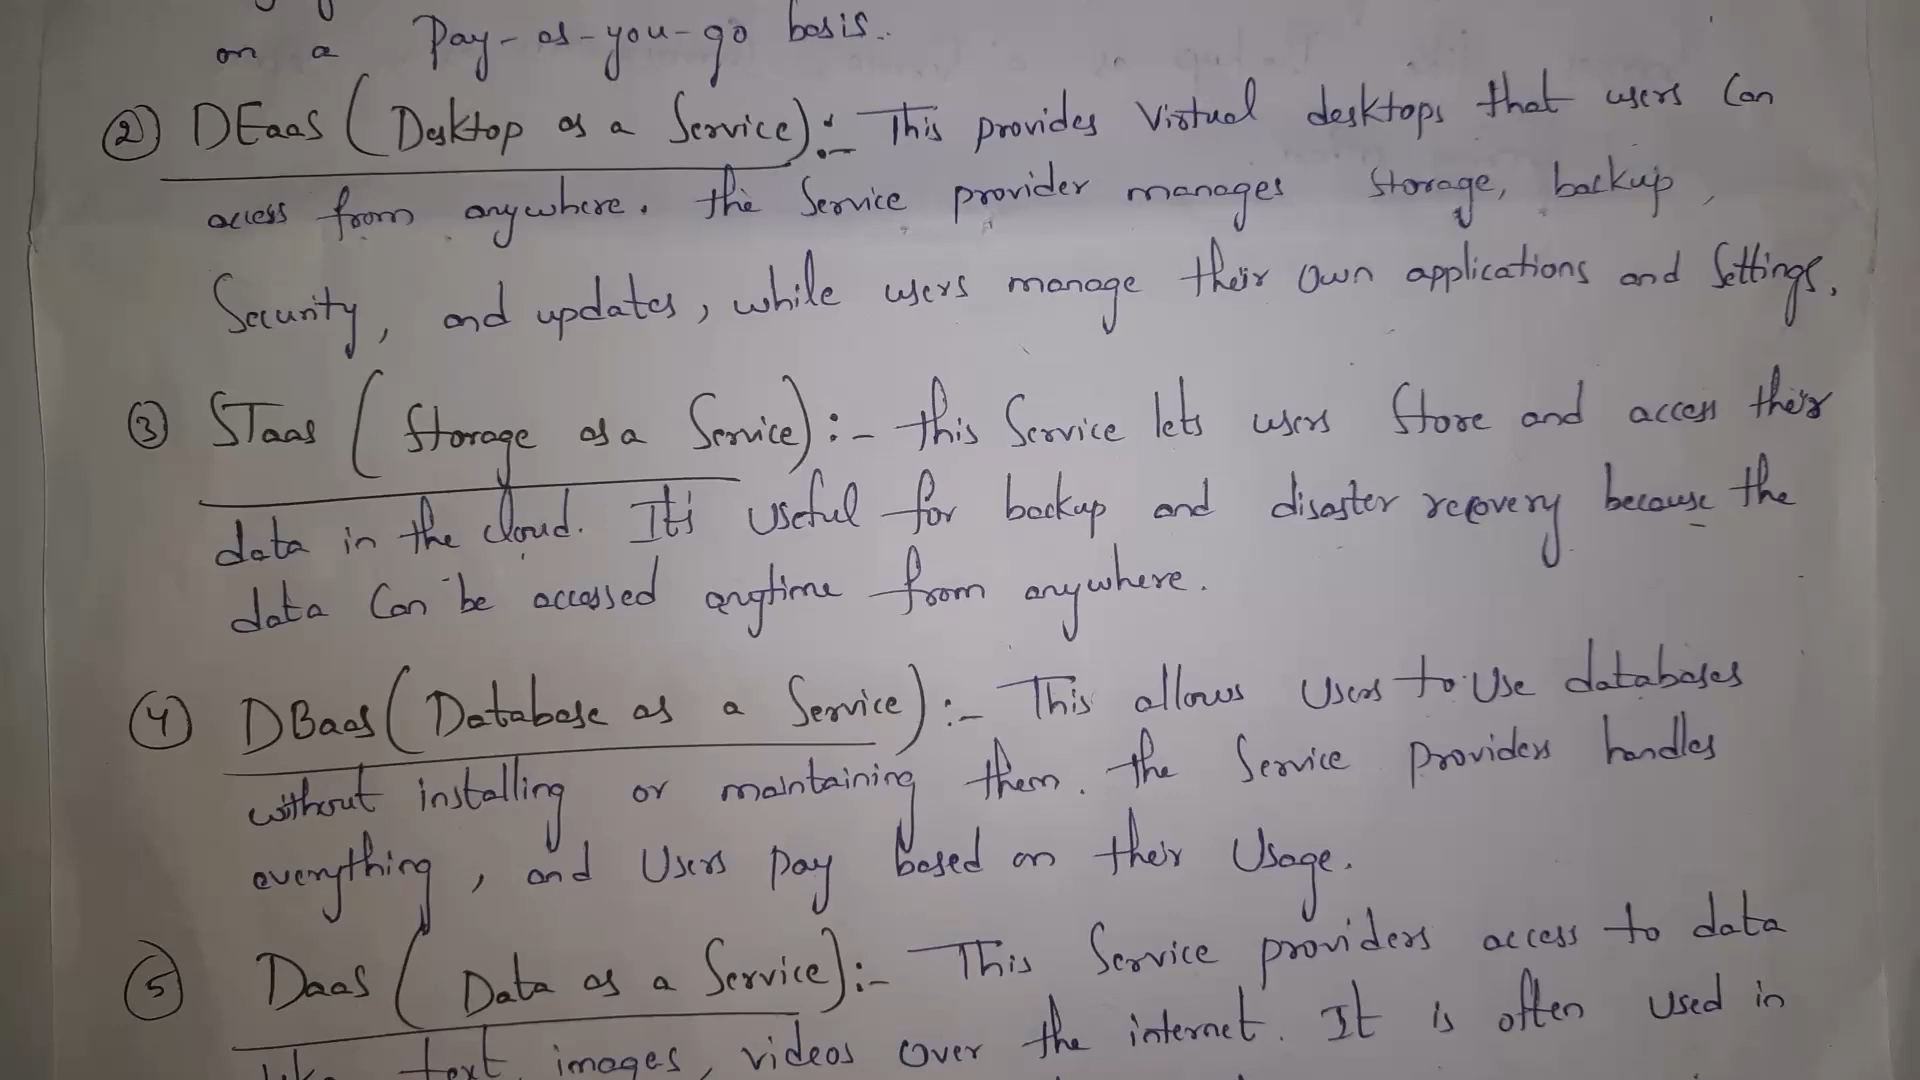 on a Pay-as-you-go basis..
② DEaas (Desktop as a Service):- This provides Virtual desktops that users Can
access from anywhere. the Service provider manages Storage, backup,
Security, and updates, while users manage their own applications and Settings.
③ STaas (Storage as a Service):- this Service lets users Store and access their
data in the cloud. It's useful for backup and disaster recovery because the
data Can be accessed anytime from anywhere.
④ DBaas (Database as a Service):- This allows Users to Use databases
without installing or maintaining them. the Service Providers handles
everything, and Users Pay based on their Usage.
⑤ Daas (Data as a Service):- This Service providers access to data
like text, images, videos over the internet. It is often used in